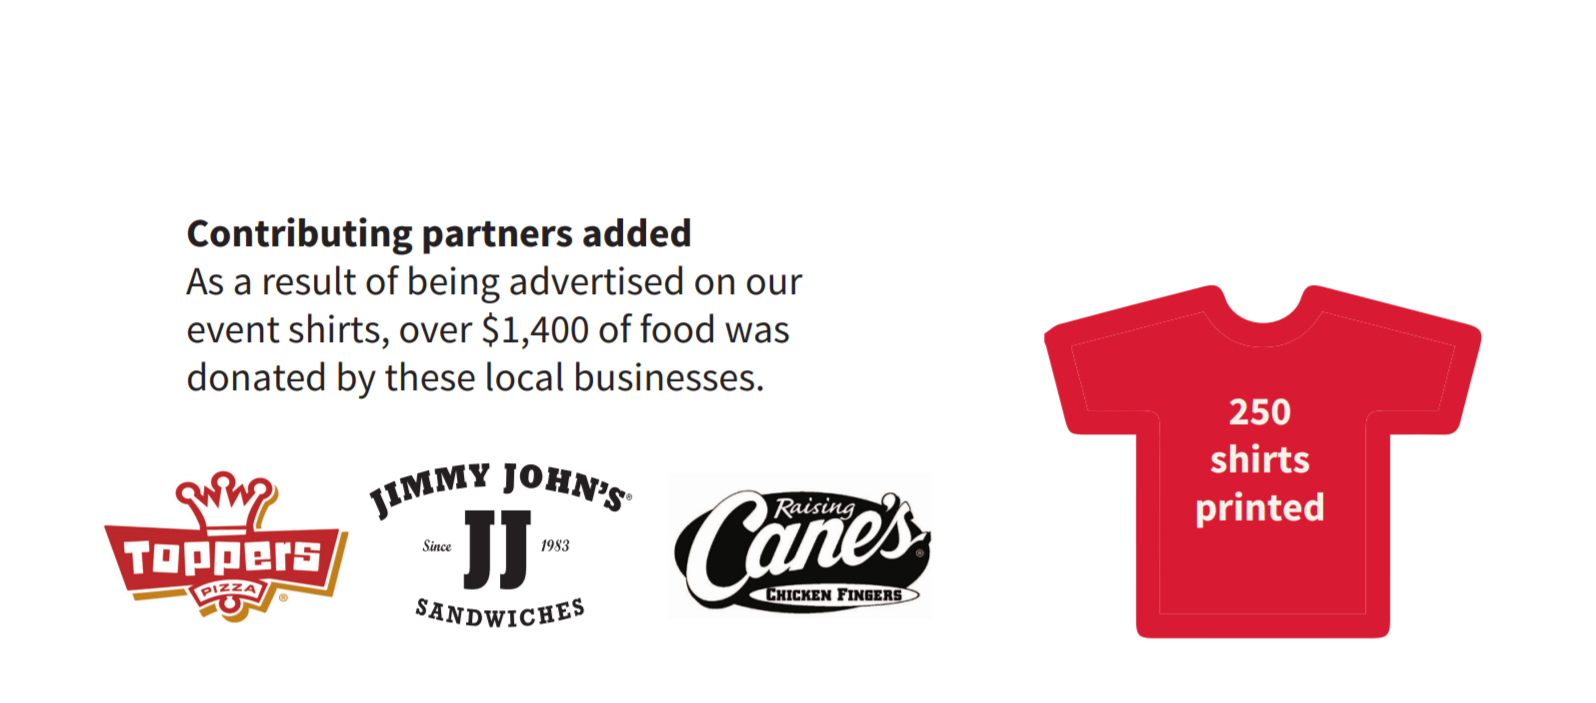 Contributing partners added
As a result of being advertised on our
event shirts, over $1,400 of food was
donated by these local businesses.
TOPPERS
PIZZA
®
JIMMY JOHN'S®
Since JJ 1983
SANDWICHES
Raising
Cane's
®
CHICKEN FINGERS
250
shirts
printed